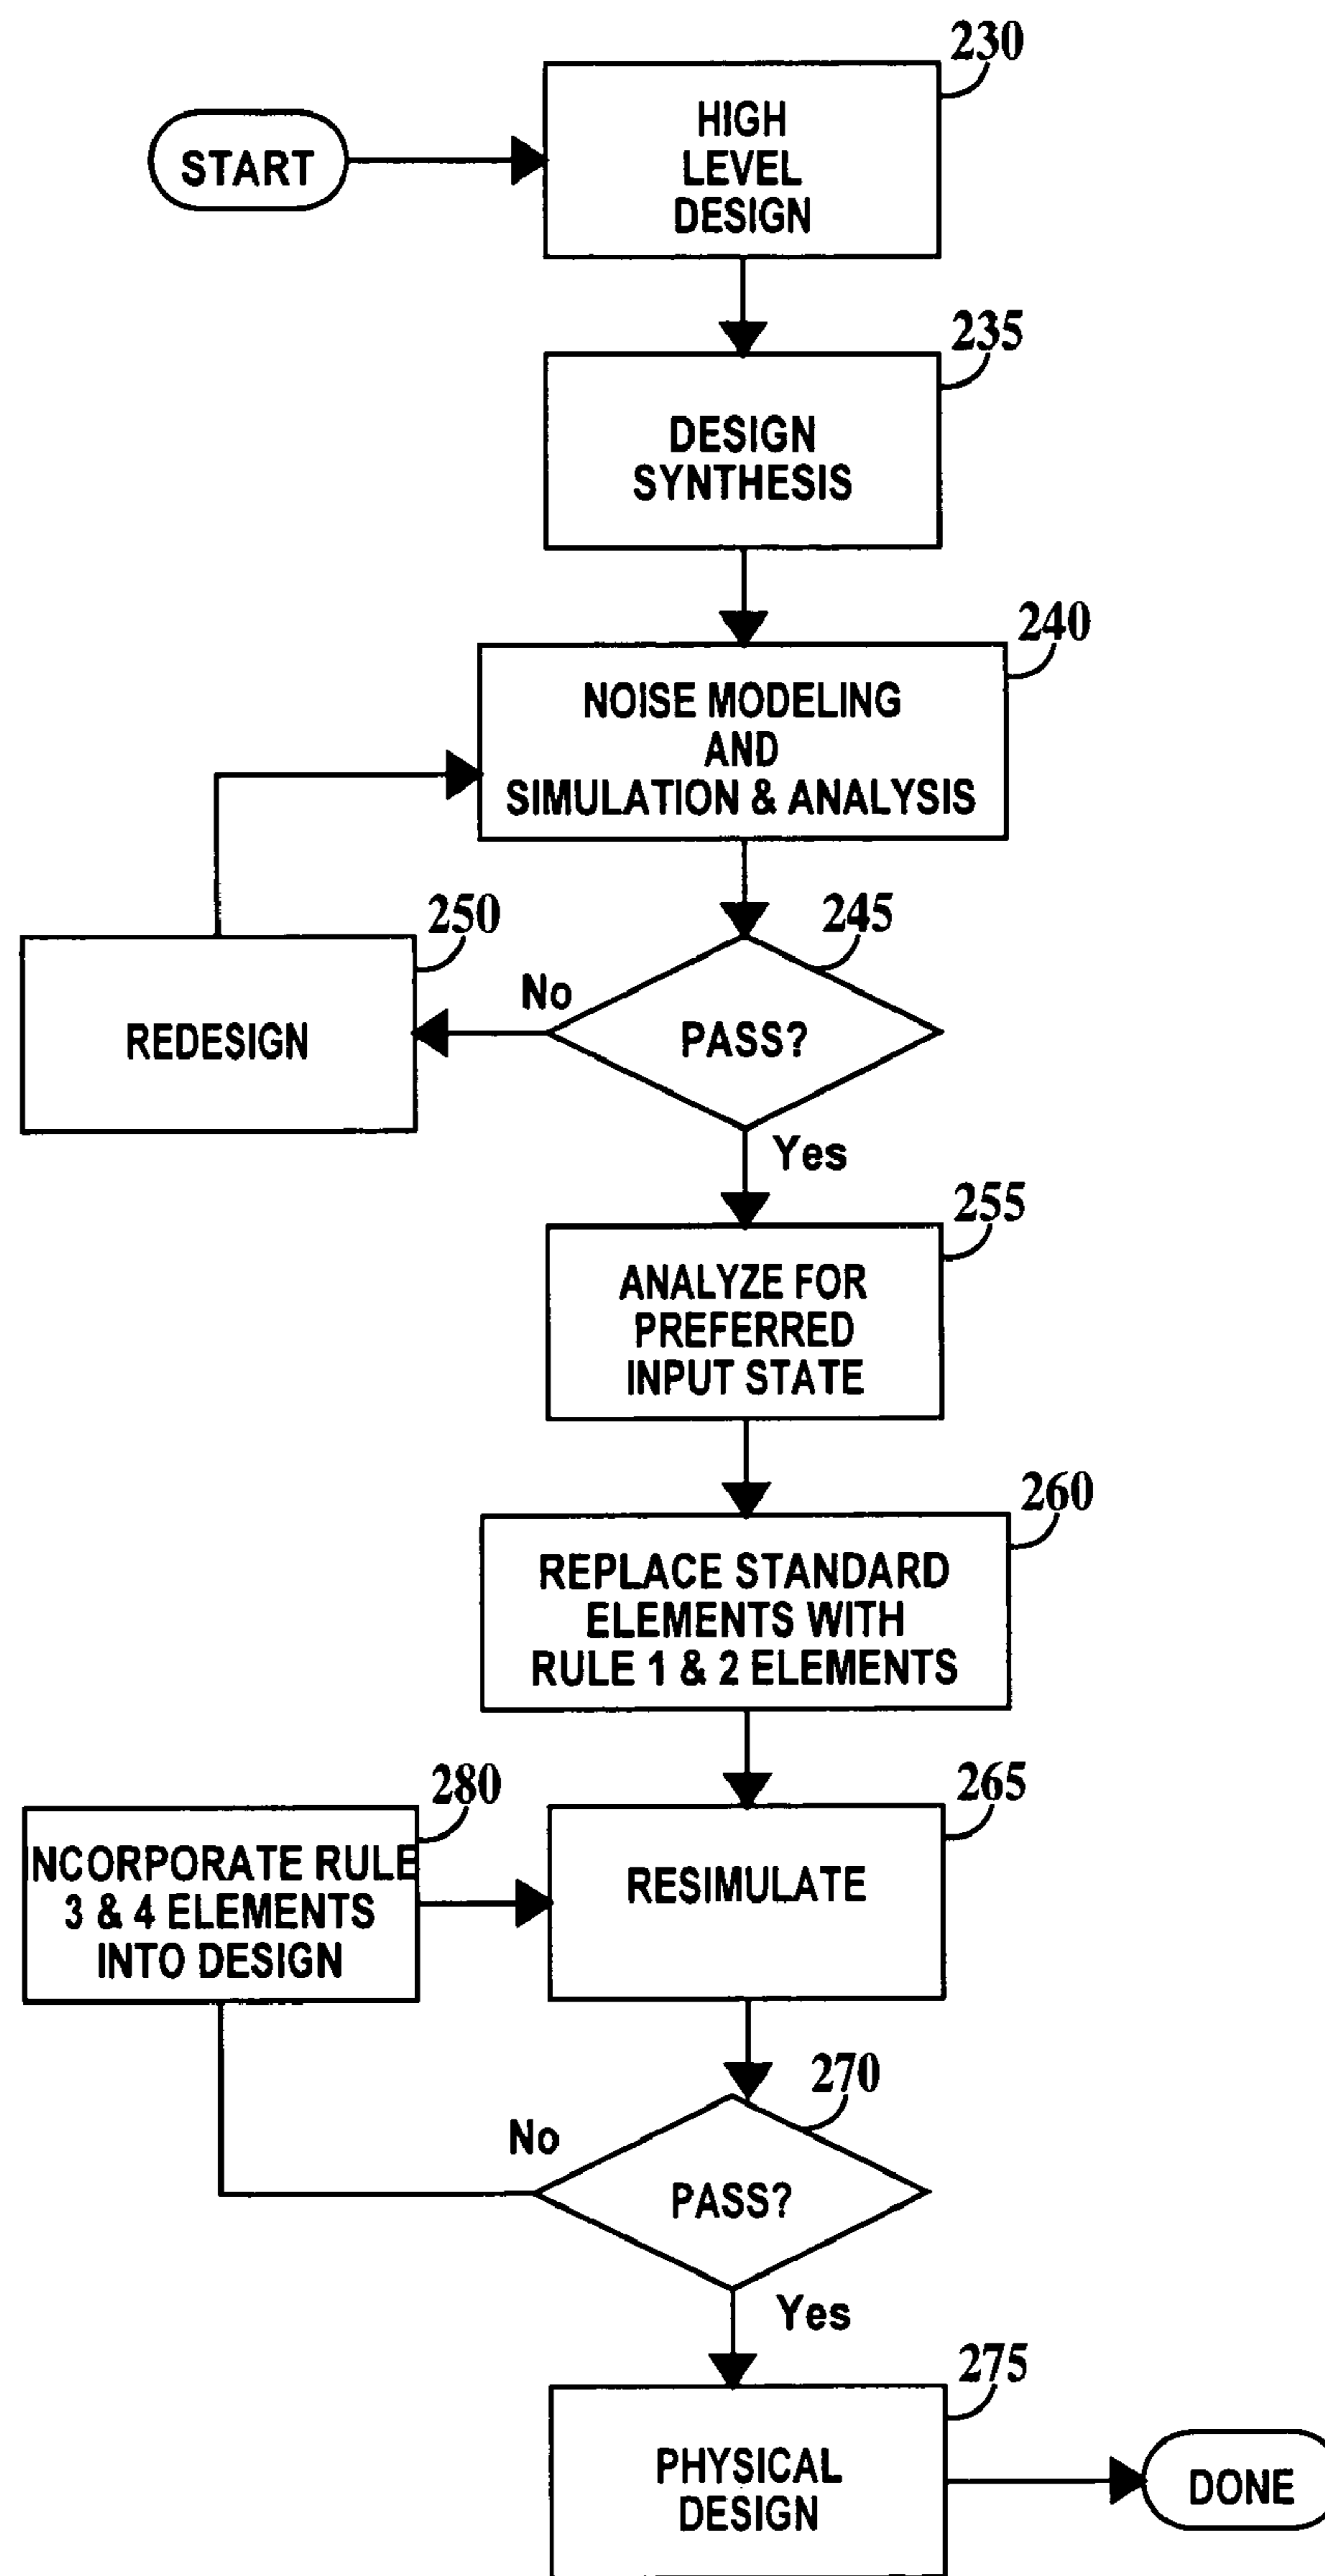 230
START
HIGH
LEVEL
DESIGN
235
DESIGN
SYNTHESIS
240
NOISE MODELING
AND
SIMULATION & ANALYSIS
250
245
No
REDESIGN
PASS?
Yes
255
ANALYZE FOR
PREFERRED
INPUT STATE
260
REPLACE STANDARD
ELEMENTS WITH
RULE 1 & 2 ELEMENTS
280
265
INCORPORATE RULE
3 & 4 ELEMENTS
INTO DESIGN
RESIMULATE
270
No
PASS?
Yes
275
PHYSICAL
DESIGN
DONE